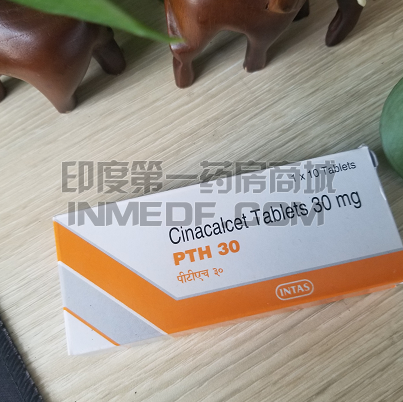 1 x 10 Tablets
印度第一药房商城
INMEDF.COM
Cinacalcet Tablets 30 mg
PTH 30
पीटीएच ३०
INTAS